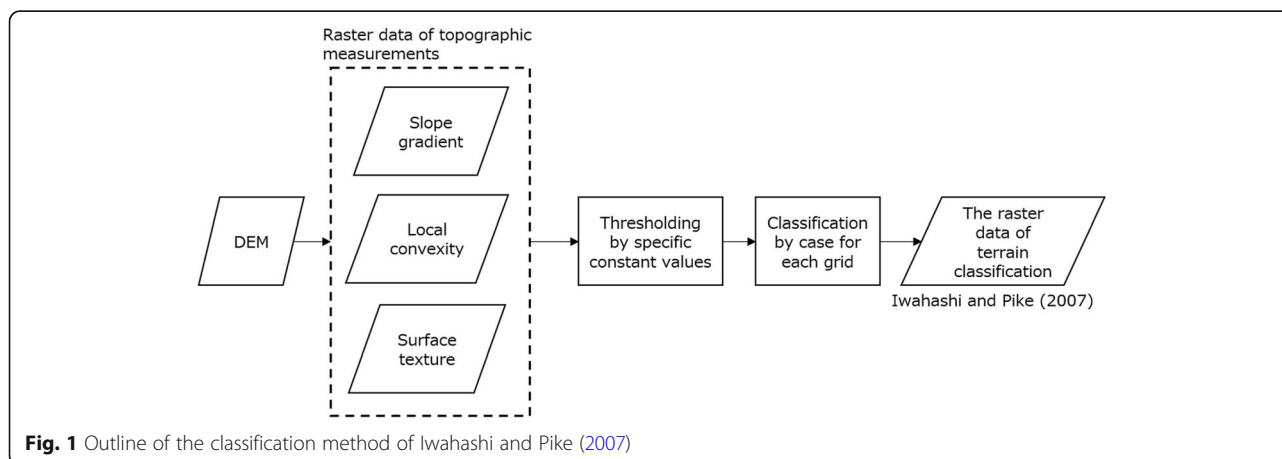 Raster data of topographic
measurements
Slope
gradient
DEM
Local
convexity
Surface
texture
Thresholding
by specific
constant values
Classification
by case for
each grid
The raster
data of
terrain
classification
Iwahashi and Pike (2007)
Fig. 1 Outline of the classification method of Iwahashi and Pike (2007)